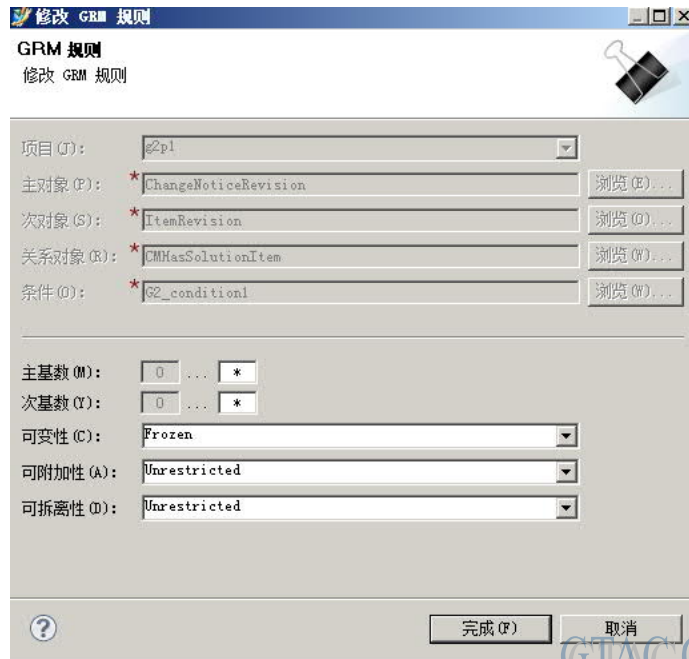 修改 GRM 规则
GRM 规则
修改 GRM 规则
项目(J): g2p1
主对象(P): *ChangeNoticeRevision 浏览(E)...
次对象(S): *ItemRevision 浏览(O)...
关系对象(R): *CMHasSolutionItem 浏览(W)...
条件(O): *G2_condition1 浏览(W)...
主基数(M): 0 ... *
次基数(Y): 0 ... *
可变性(C): Frozen
可附加性(A): Unrestricted
可拆离性(D): Unrestricted
? 完成(F) 取消
GTAC